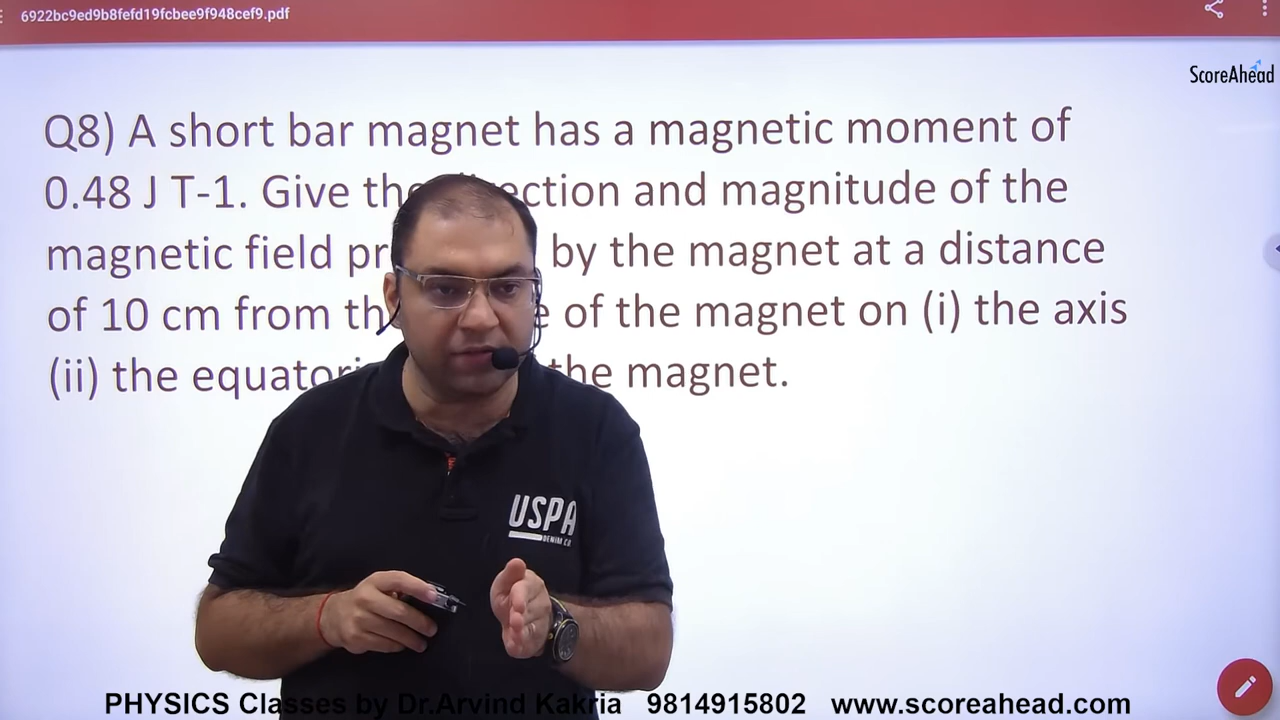 6922bc9ed9b8fefd19fcbee9f948cef9.pdf
ScoreAhead
Q8) A short bar magnet has a magnetic moment of
0.48 J T-1. Give and magnitude of the
magnetic field by the magnet at a distance
of 10 cm from of the magnet on (i) the axis
(ii) the the magnet.
USPA
DENIM CO
PHYSICS Classes by Dr.Arvind Kakria 9814915802 www.scoreahead.com